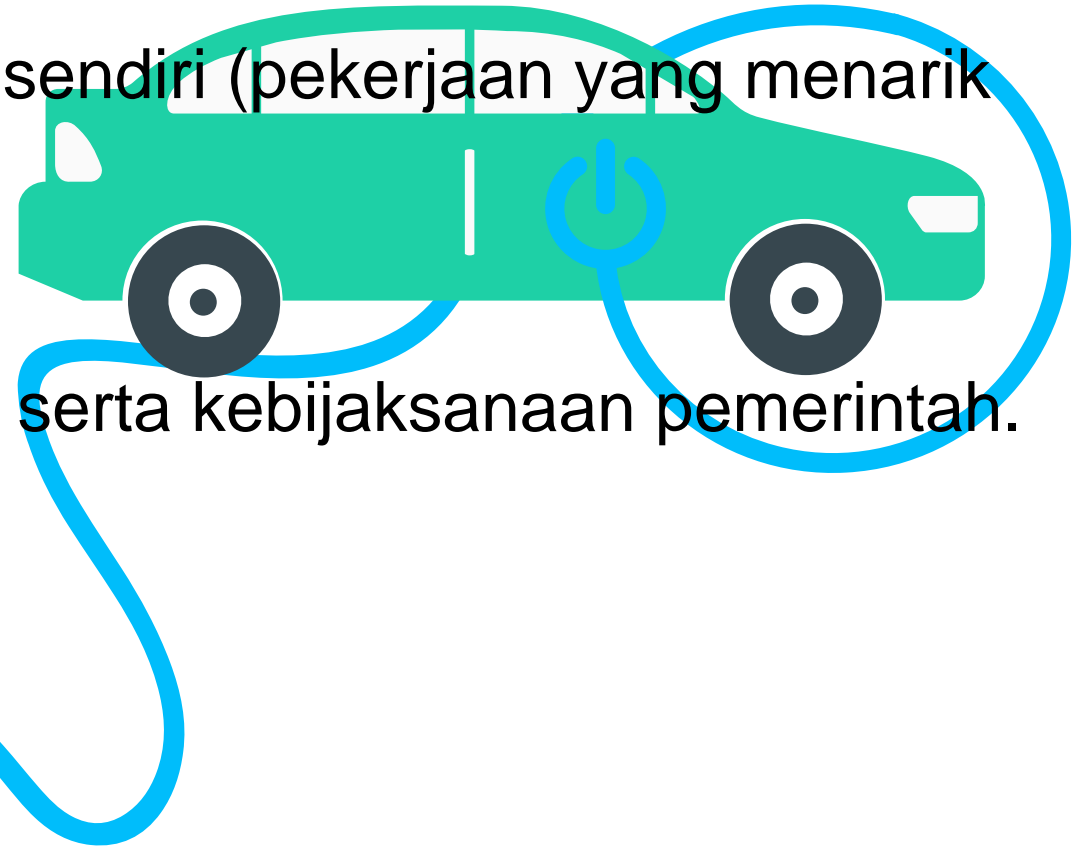 sendiri (pekerjaan yang menarik
serta kebijaksanaan pemerintah.